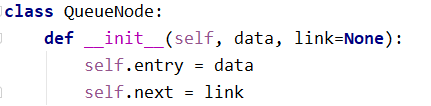 class QueueNode:
    def __init__(self, data, link=None):
        self.entry = data
        self.next = link